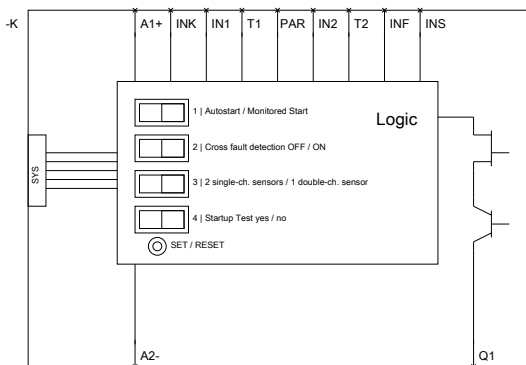 -K A1+ INK IN1 T1 PAR IN2 T2 INF INS
1 | Autostart / Monitored Start
Logic
2 | Cross fault detection OFF / ON
SYS
3 | 2 single-ch. sensors / 1 double-ch. sensor
4 | Startup Test yes / no
SET / RESET
A2- Q1